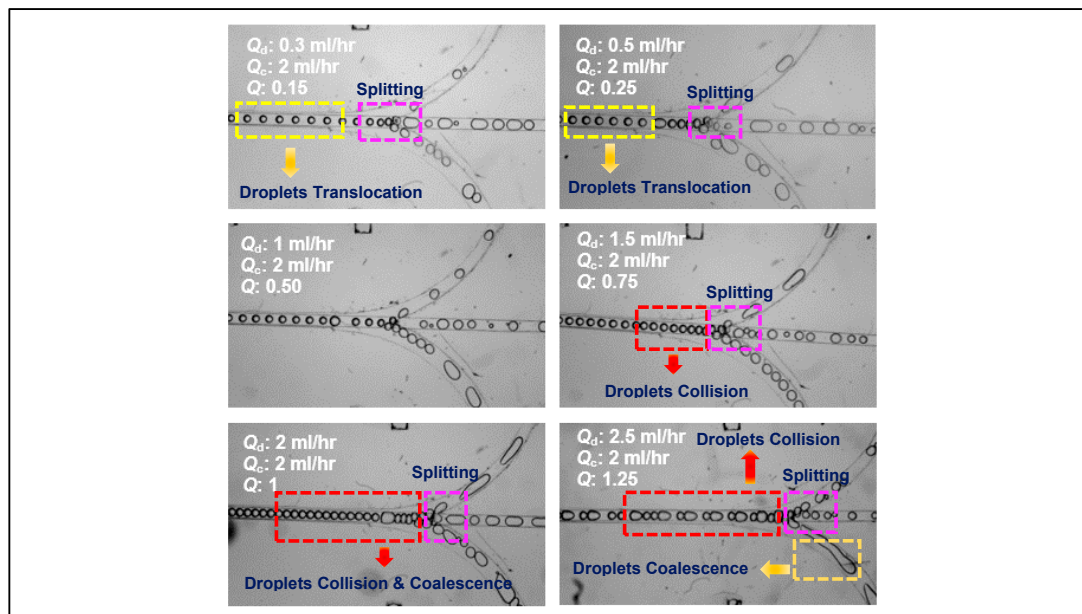 Qd: 0.3 ml/hr
Qc: 2 ml/hr
Q: 0.15
Splitting
Droplets Translocation
Qd: 0.5 ml/hr
Qc: 2 ml/hr
Q: 0.25
Splitting
Droplets Translocation
Qd: 1 ml/hr
Qc: 2 ml/hr
Q: 0.50
Qd: 1.5 ml/hr
Qc: 2 ml/hr
Q: 0.75
Splitting
Droplets Collision
Qd: 2 ml/hr
Qc: 2 ml/hr
Q: 1
Splitting
Droplets Collision & Coalescence
Qd: 2.5 ml/hr
Droplets Collision
Qc: 2 ml/hr
Q: 1.25
Splitting
Droplets Coalescence